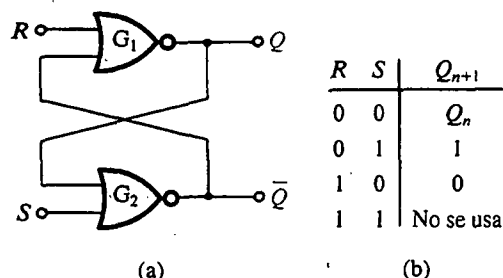 R
G₁
Q
G₂
Q̅
S
(a)
R S Qₙ₊₁
0 0 Qₙ
0 1 1
1 0 0
1 1 No se usa
(b)